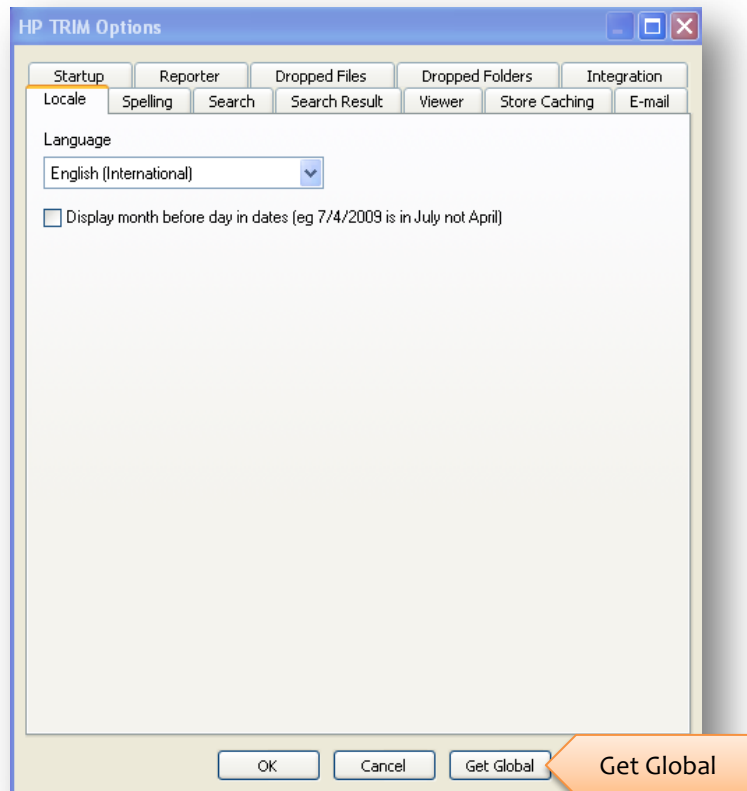 HP TRIM Options
Startup Reporter Dropped Files Dropped Folders Integration
Locale Spelling Search Search Result Viewer Store Caching E-mail
Language
English (International)
Display month before day in dates (eg 7/4/2009 is in July not April)
OK Cancel Get Global Get Global